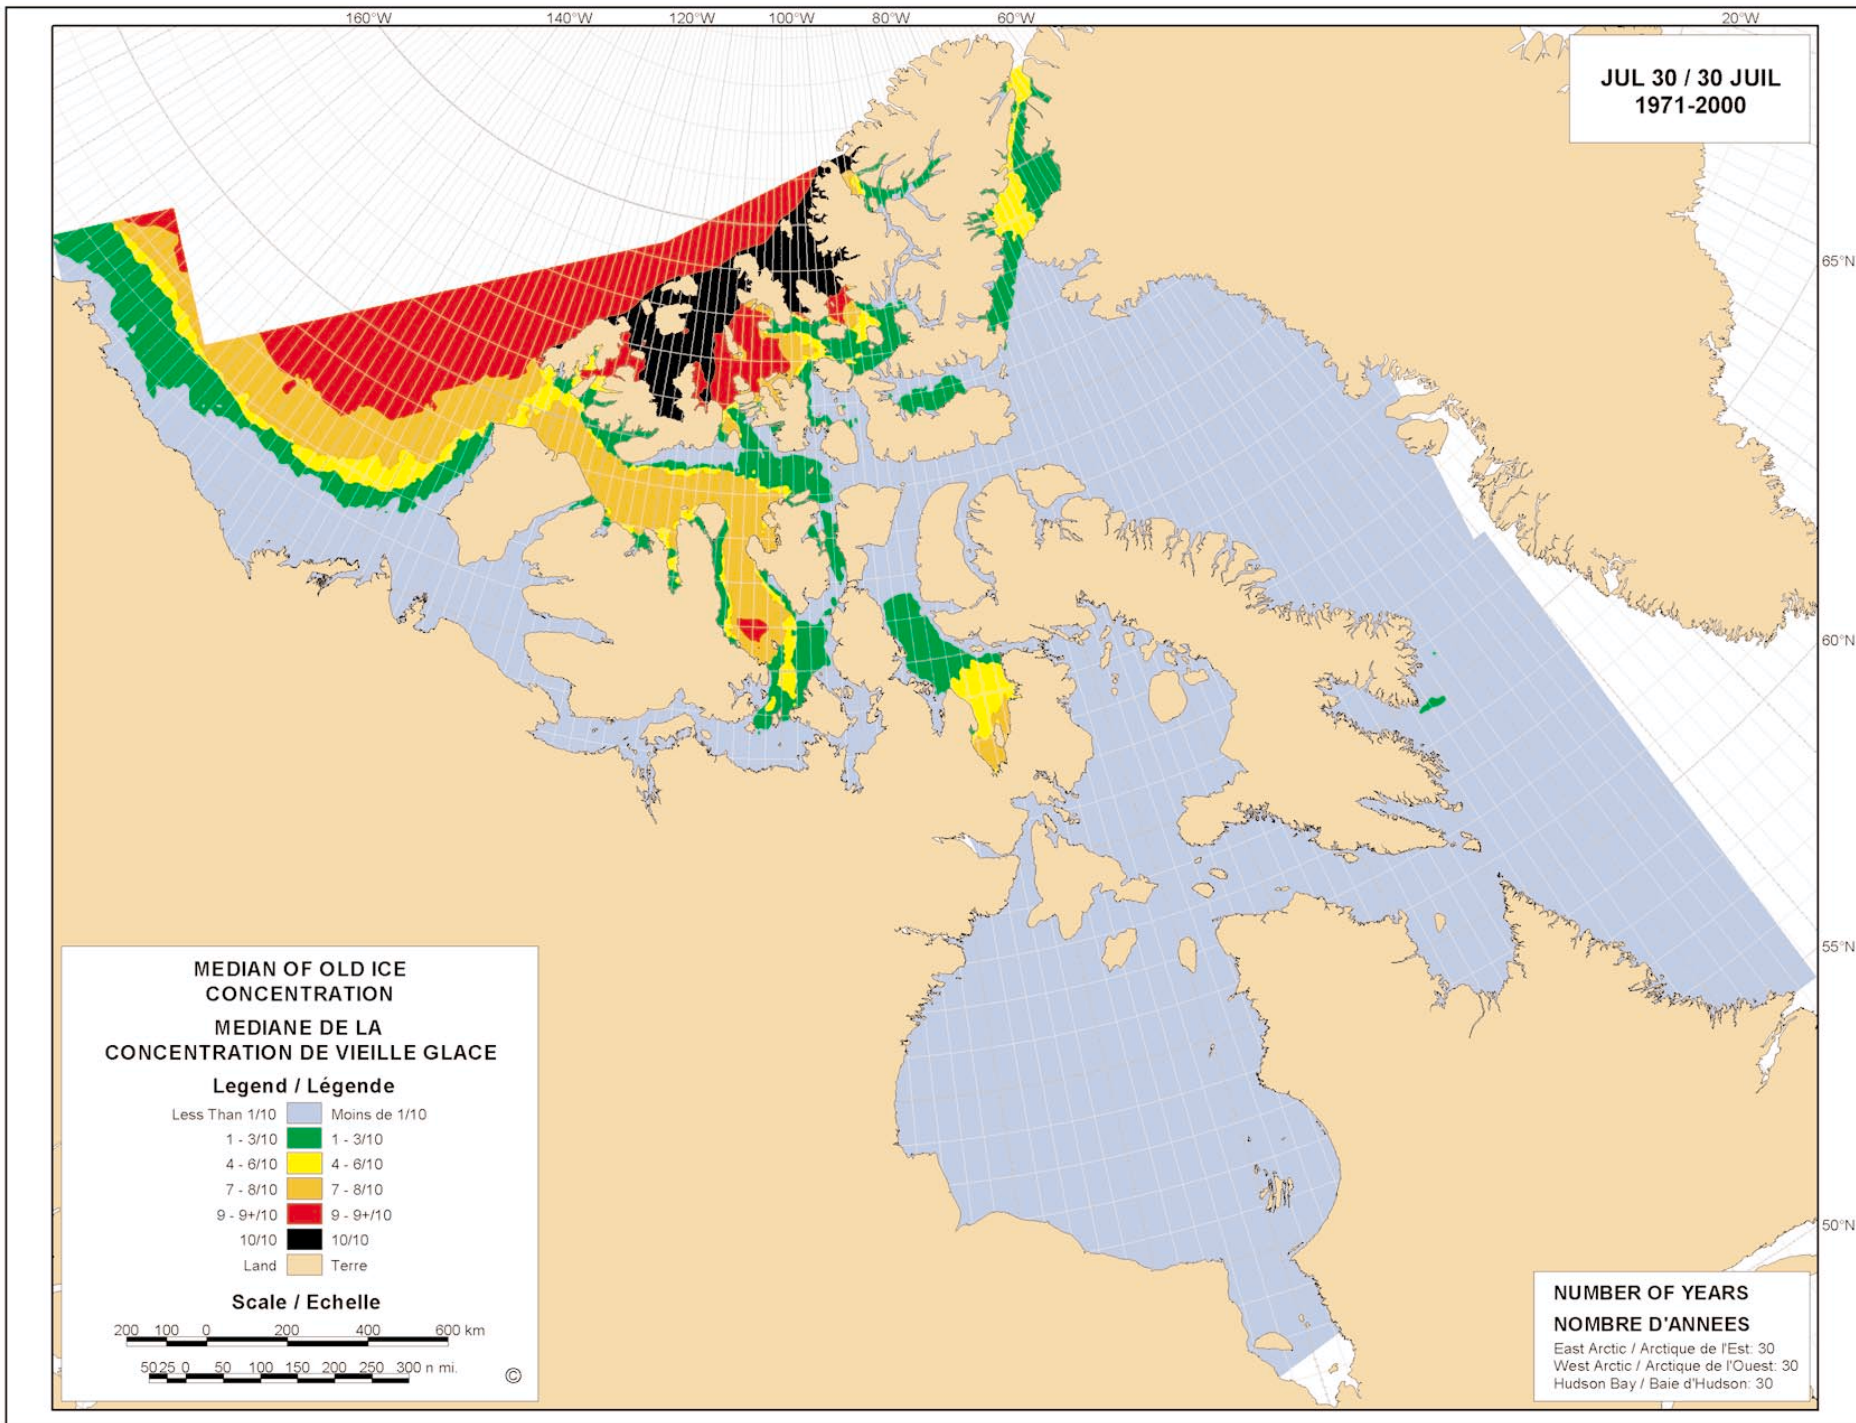 160°W 140°W 120°W 100°W 80°W 60°W 20°W
JUL 30 / 30 JUIL
1971-2000
65°N
60°N
55°N
50°N
MEDIAN OF OLD ICE
CONCENTRATION
MEDIANE DE LA
CONCENTRATION DE VIEILLE GLACE
Legend / Légende
Less Than 1/10 Moins de 1/10
1 - 3/10 1 - 3/10
4 - 6/10 4 - 6/10
7 - 8/10 7 - 8/10
9 - 9+/10 9 - 9+/10
10/10 10/10
Land Terre
Scale / Echelle
200 100 0 200 400 600 km
50 25 0 50 100 150 200 250 300 n mi.
©
NUMBER OF YEARS
NOMBRE D'ANNEES
East Arctic / Arctique de l'Est: 30
West Arctic / Arctique de l'Ouest: 30
Hudson Bay / Baie d'Hudson: 30